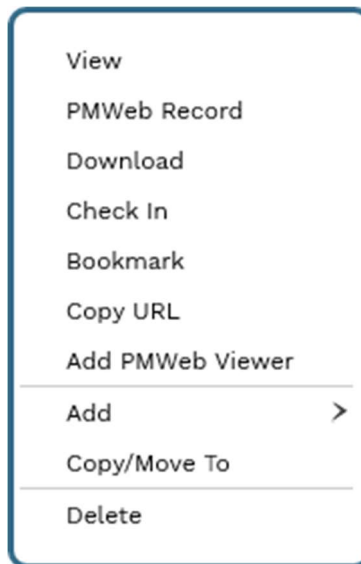 View
PMWeb Record
Download
Check In
Bookmark
Copy URL
Add PMWeb Viewer
Add
Copy/Move To
Delete